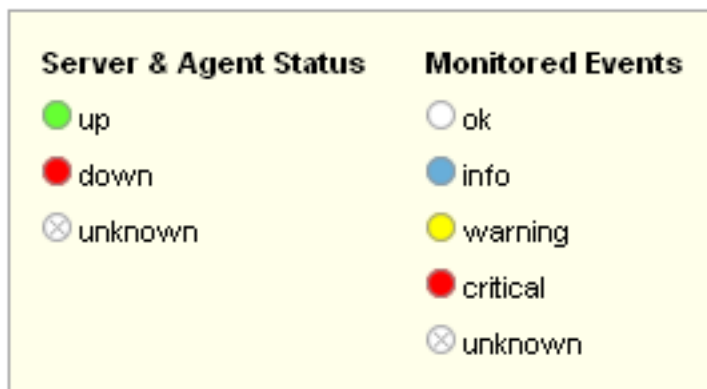 Server & Agent Status
up
down
unknown
Monitored Events
ok
info
warning
critical
unknown